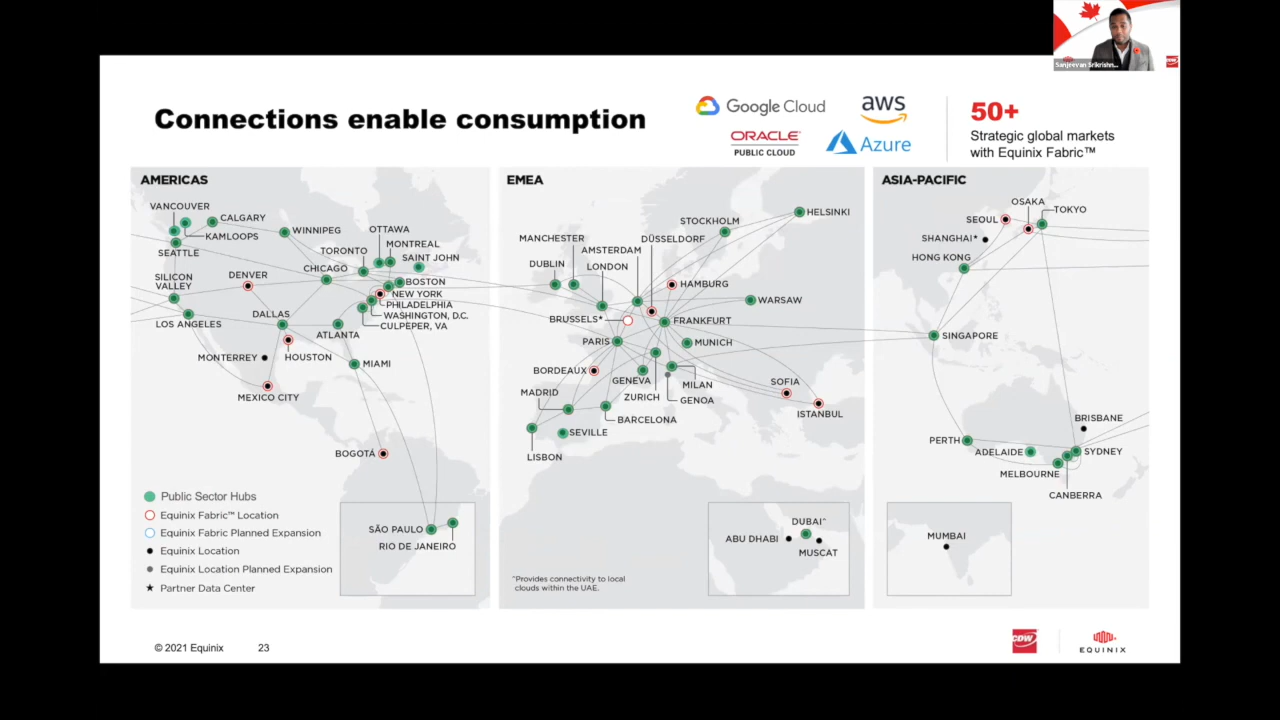 Sanjeevan Srikrishn...
Connections enable consumption
Google Cloud
aws
ORACLE®
PUBLIC CLOUD
Azure
50+
Strategic global markets
with Equinix Fabric™
AMERICAS
VANCOUVER
CALGARY
KAMLOOPS
SEATTLE
WINNIPEG
OTTAWA
MONTREAL
TORONTO
SAINT JOHN
CHICAGO
SILICON
VALLEY
DENVER
BOSTON
NEW YORK
PHILADELPHIA
WASHINGTON, D.C.
CULPEPER, VA
LOS ANGELES
DALLAS
ATLANTA
MONTERREY
HOUSTON
MIAMI
MEXICO CITY
BOGOTÁ
SÃO PAULO
RIO DE JANEIRO
Public Sector Hubs
Equinix Fabric™ Location
Equinix Fabric Planned Expansion
Equinix Location
Equinix Location Planned Expansion
★ Partner Data Center
EMEA
HELSINKI
STOCKHOLM
MANCHESTER
AMSTERDAM
DÜSSELDORF
DUBLIN
LONDON
HAMBURG
WARSAW
BRUSSELS*
FRANKFURT
PARIS
MUNICH
BORDEAUX
GENEVA
MILAN
SOFIA
MADRID
ZURICH
GENOA
ISTANBUL
BARCELONA
SEVILLE
LISBON
DUBAI^
ABU DHABI
MUSCAT
^Provides connectivity to local
clouds within the UAE.
ASIA-PACIFIC
OSAKA
TOKYO
SEOUL
SHANGHAI*
HONG KONG
SINGAPORE
BRISBANE
PERTH
ADELAIDE
SYDNEY
MELBOURNE
CANBERRA
MUMBAI
© 2021 Equinix
23
CDW
EQUINIX